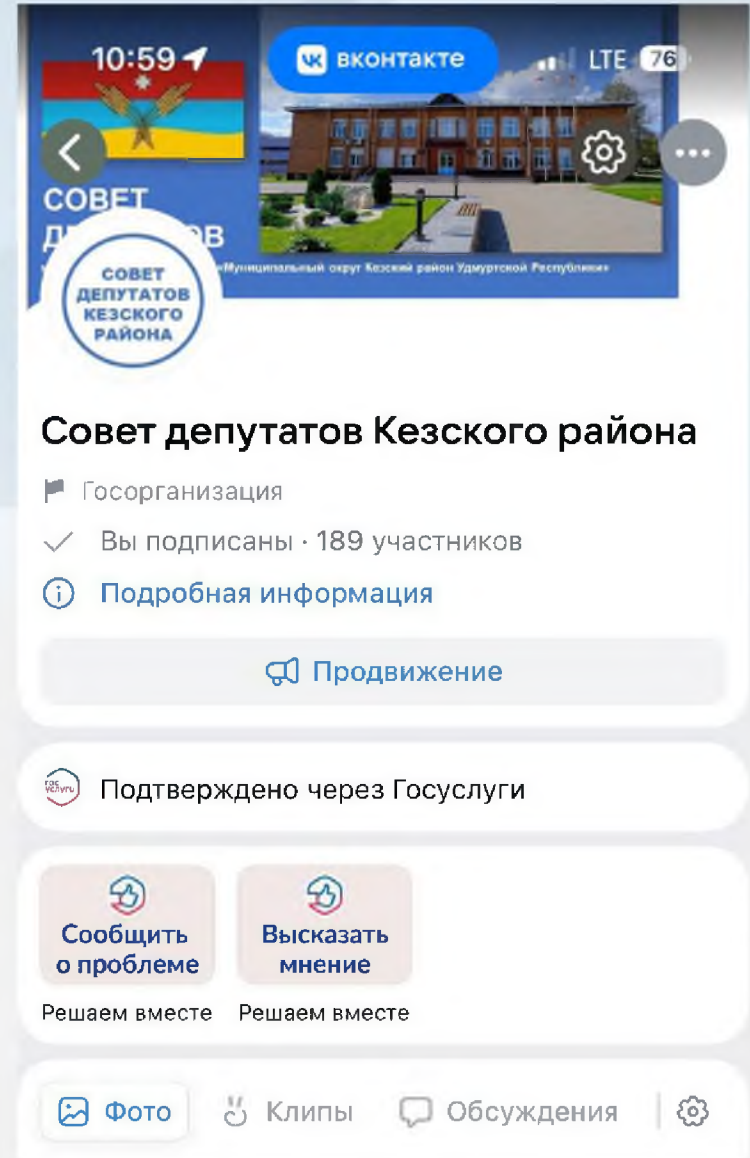 10:59
вконтакте
LTE 76
СОВЕТ
«Муниципальный округ Кезский район Удмуртской Республики»
СОВЕТ
ДЕПУТАТОВ
КЕЗСКОГО
РАЙОНА
Совет депутатов Кезского района
Госорганизация
Вы подписаны · 189 участников
Подробная информация
Продвижение
гос
услуги
Подтверждено через Госуслуги
Сообщить
о проблеме
Высказать
мнение
Решаем вместе
Решаем вместе
Фото
Клипы
Обсуждения